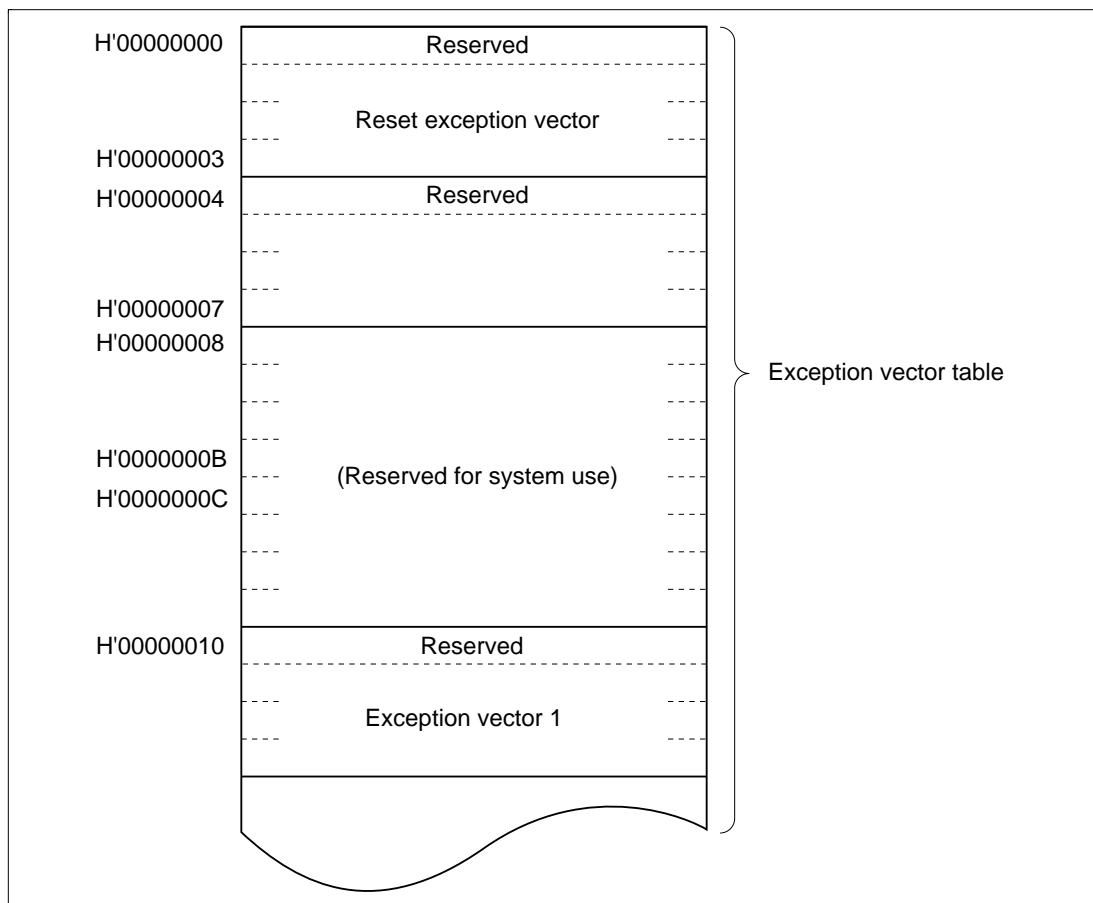 H'00000000 Reserved
Reset exception vector
H'00000003
H'00000004 Reserved
H'00000007
H'00000008
Exception vector table
H'0000000B
(Reserved for system use)
H'0000000C
H'00000010 Reserved
Exception vector 1